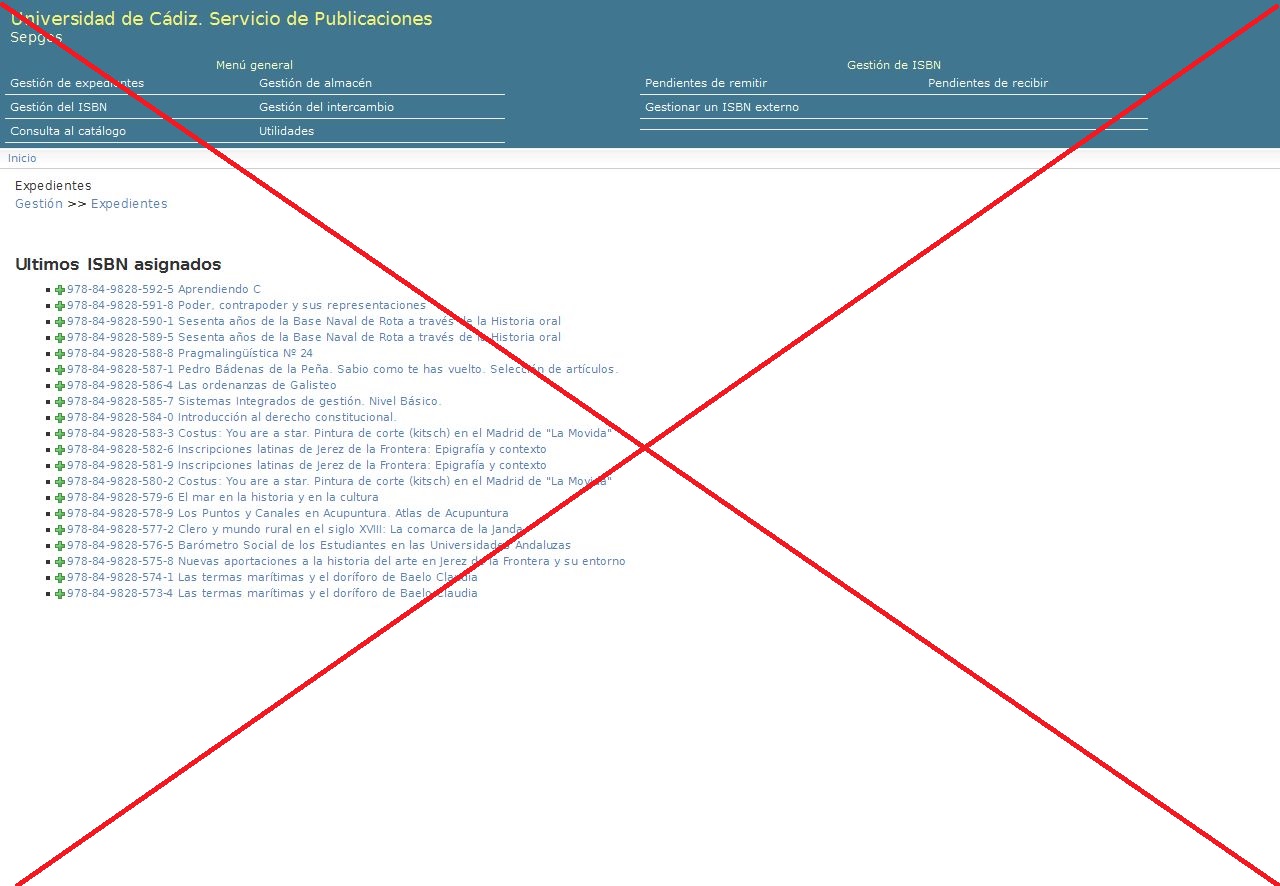 Universidad de Cádiz. Servicio de Publicaciones
Sepges
Menú general
Gestión de expedientes Gestión de almacén
Gestión del ISBN Gestión del intercambio
Consulta al catálogo Utilidades
Gestión de ISBN
Pendientes de remitir Pendientes de recibir
Gestionar un ISBN externo
Inicio
Expedientes
Gestión >> Expedientes
Ultimos ISBN asignados
978-84-9828-592-5 Aprendiendo C
978-84-9828-591-8 Poder, contrapoder y sus representaciones
978-84-9828-590-1 Sesenta años de la Base Naval de Rota a través de la Historia oral
978-84-9828-589-5 Sesenta años de la Base Naval de Rota a través de la Historia oral
978-84-9828-588-8 Pragmalingüística Nº 24
978-84-9828-587-1 Pedro Bádenas de la Peña. Sabio como te has vuelto. Selección de artículos.
978-84-9828-586-4 Las ordenanzas de Galisteo
978-84-9828-585-7 Sistemas Integrados de gestión. Nivel Básico.
978-84-9828-584-0 Introducción al derecho constitucional.
978-84-9828-583-3 Costus: You are a star. Pintura de corte (kitsch) en el Madrid de "La Movida"
978-84-9828-582-6 Inscripciones latinas de Jerez de la Frontera: Epigrafía y contexto
978-84-9828-581-9 Inscripciones latinas de Jerez de la Frontera: Epigrafía y contexto
978-84-9828-580-2 Costus: You are a star. Pintura de corte (kitsch) en el Madrid de "La Movida"
978-84-9828-579-6 El mar en la historia y en la cultura
978-84-9828-578-9 Los Puntos y Canales en Acupuntura. Atlas de Acupuntura
978-84-9828-577-2 Clero y mundo rural en el siglo XVIII: La comarca de la Janda
978-84-9828-576-5 Barómetro Social de los Estudiantes en las Universidades Andaluzas
978-84-9828-575-8 Nuevas aportaciones a la historia del arte en Jerez de la Frontera y su entorno
978-84-9828-574-1 Las termas marítimas y el doríforo de Baelo Claudia
978-84-9828-573-4 Las termas marítimas y el doríforo de Baelo Claudia